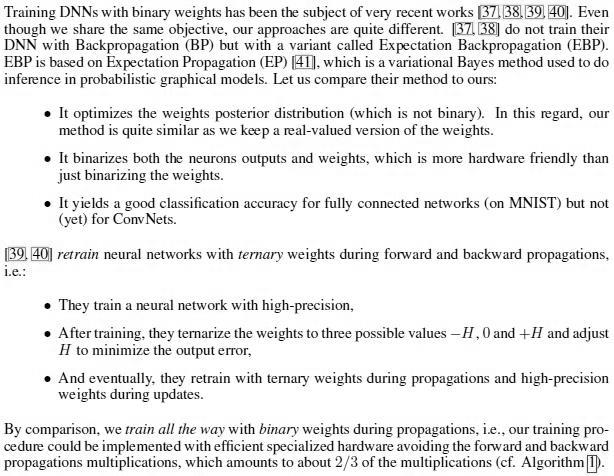 Training DNNs with binary weights has been the subject of very recent works [37, 38, 39, 40]. Even
though we share the same objective, our approaches are quite different. [37, 38] do not train their
DNN with Backpropagation (BP) but with a variant called Expectation Backpropagation (EBP).
EBP is based on Expectation Propagation (EP) [41], which is a variational Bayes method used to do
inference in probabilistic graphical models. Let us compare their method to ours:
• It optimizes the weights posterior distribution (which is not binary). In this regard, our
method is quite similar as we keep a real-valued version of the weights.
• It binarizes both the neurons outputs and weights, which is more hardware friendly than
just binarizing the weights.
• It yields a good classification accuracy for fully connected networks (on MNIST) but not
(yet) for ConvNets.
[39, 40] retrain neural networks with ternary weights during forward and backward propagations,
i.e.:
• They train a neural network with high-precision,
• After training, they ternarize the weights to three possible values −H, 0 and +H and adjust
H to minimize the output error,
• And eventually, they retrain with ternary weights during propagations and high-precision
weights during updates.
By comparison, we train all the way with binary weights during propagations, i.e., our training pro-
cedure could be implemented with efficient specialized hardware avoiding the forward and backward
propagations multiplications, which amounts to about 2/3 of the multiplications (cf. Algorithm 1).